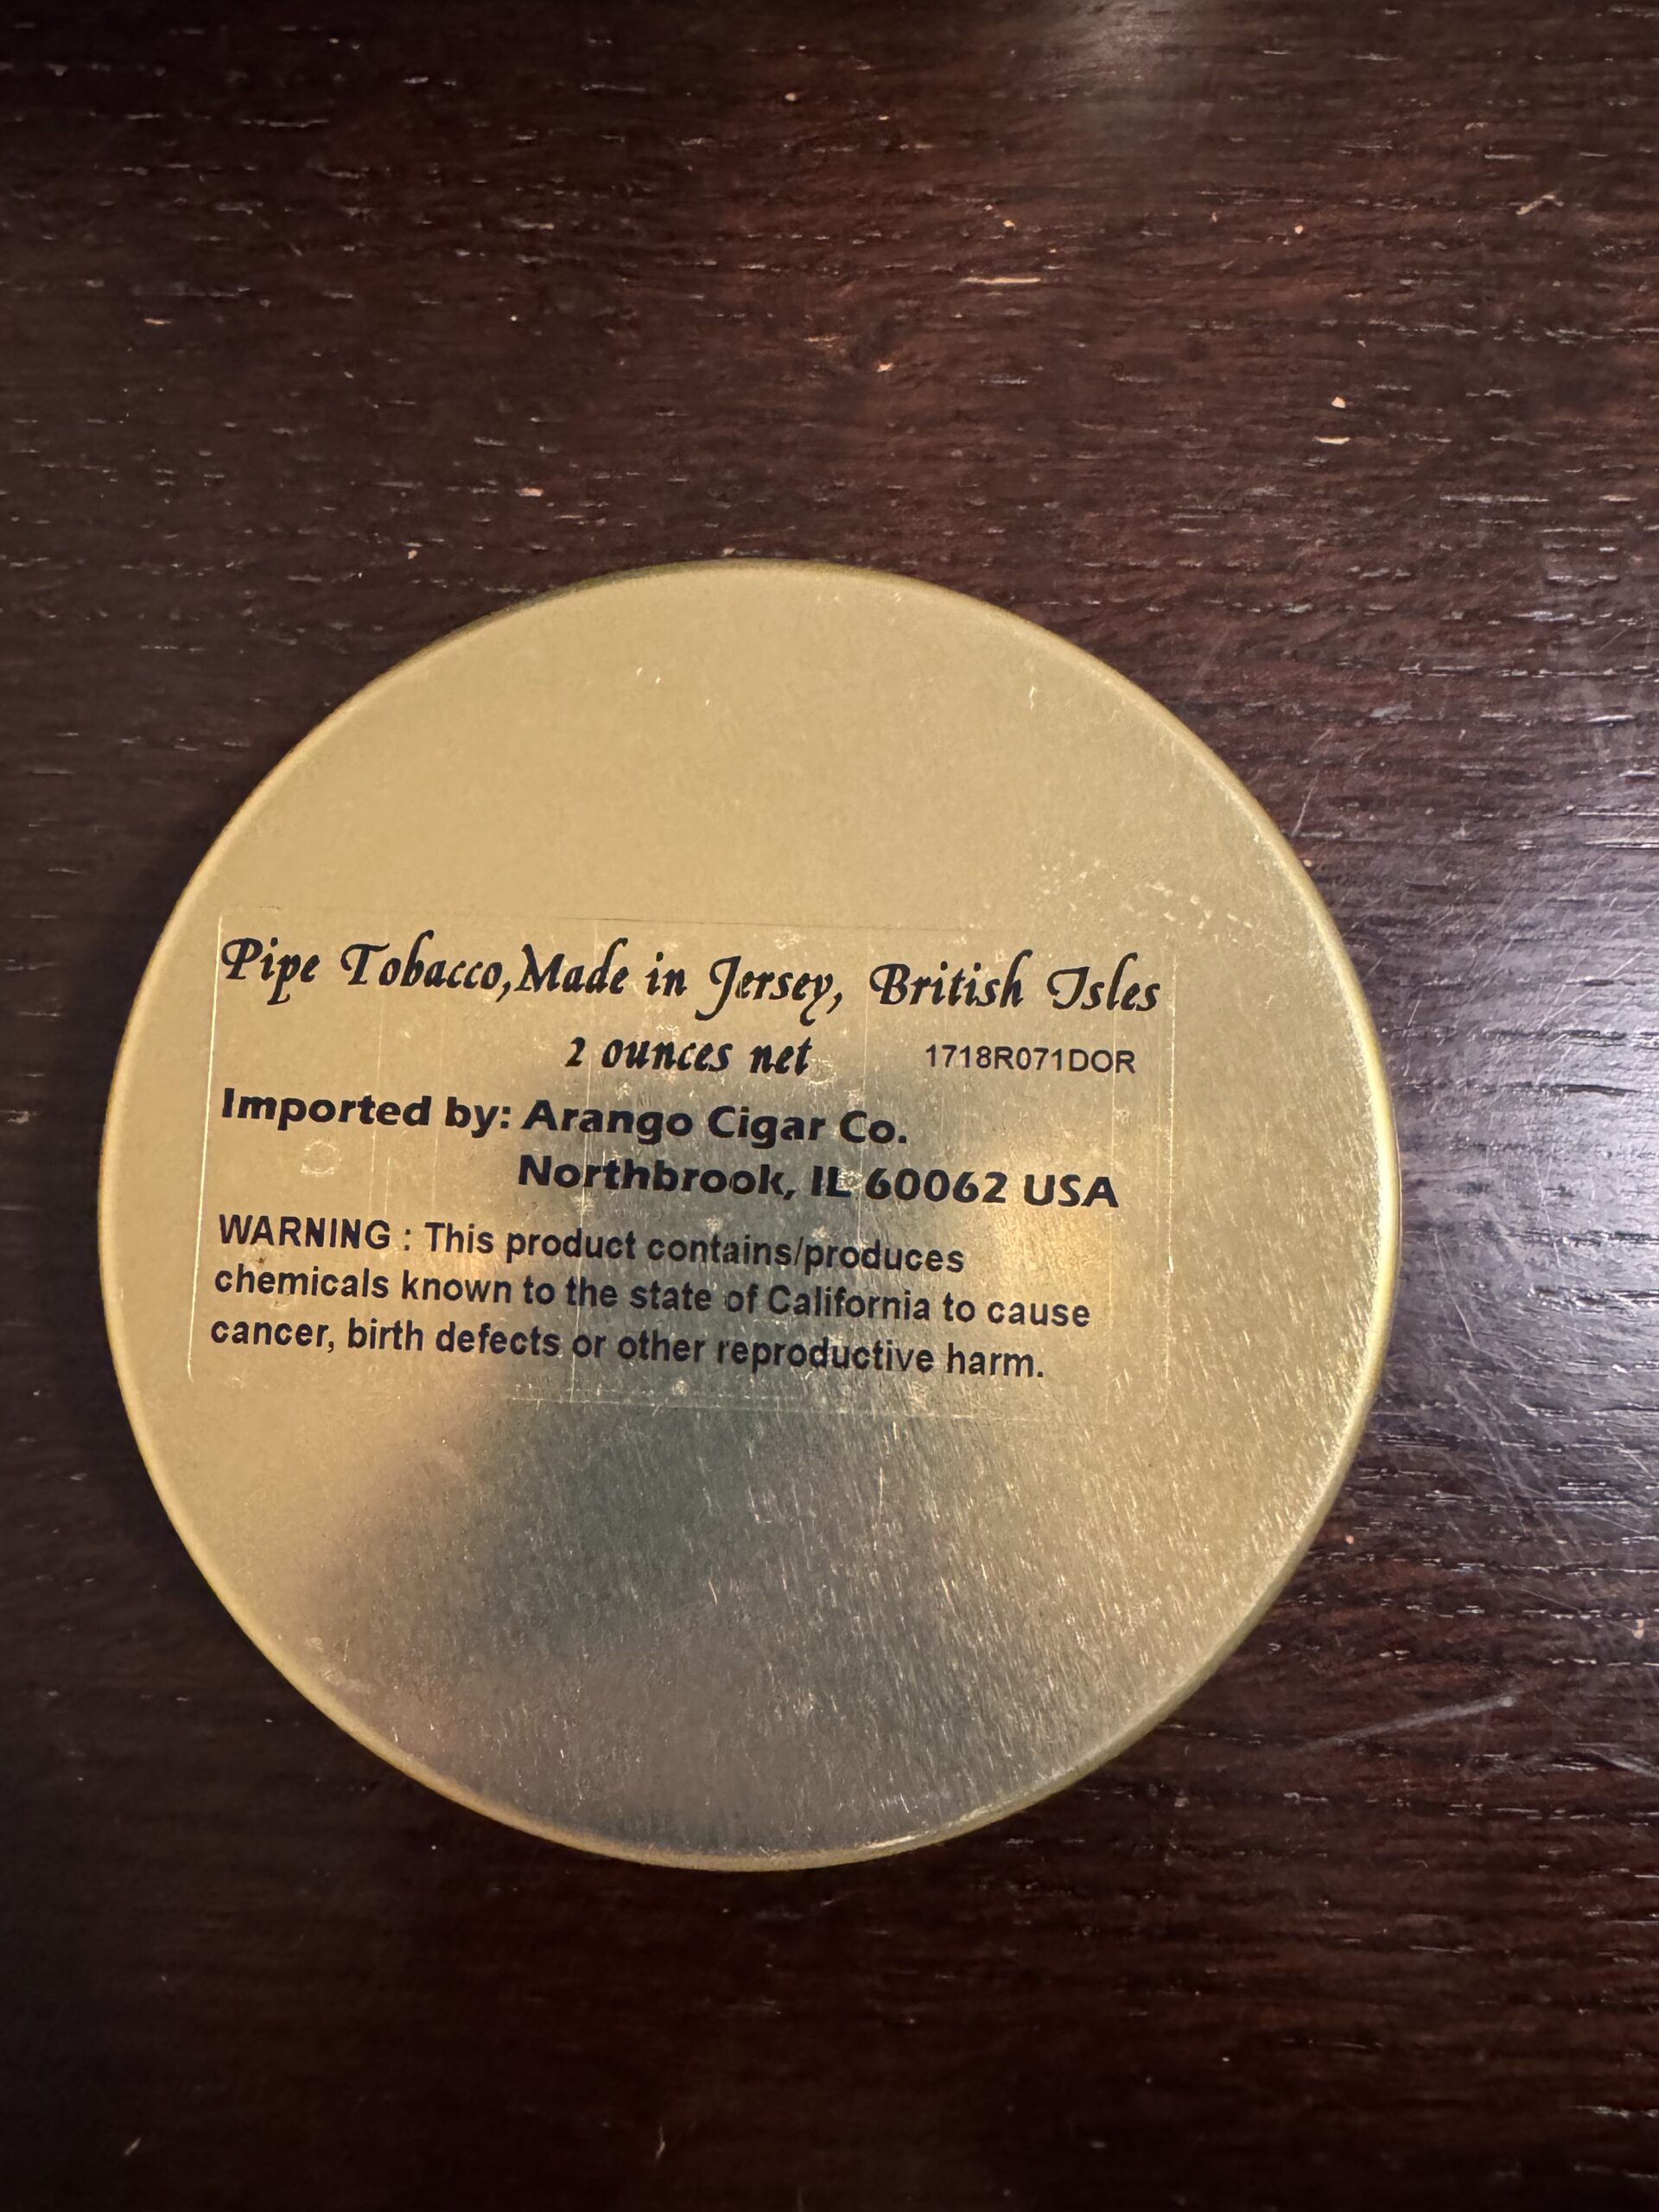 Pipe Tobacco,Made in Jersey, British Isles
2 ounces net 1718R071DOR
Imported by: Arango Cigar Co.
Northbrook, IL 60062 USA
WARNING : This product contains/produces
chemicals known to the state of California to cause
cancer, birth defects or other reproductive harm.